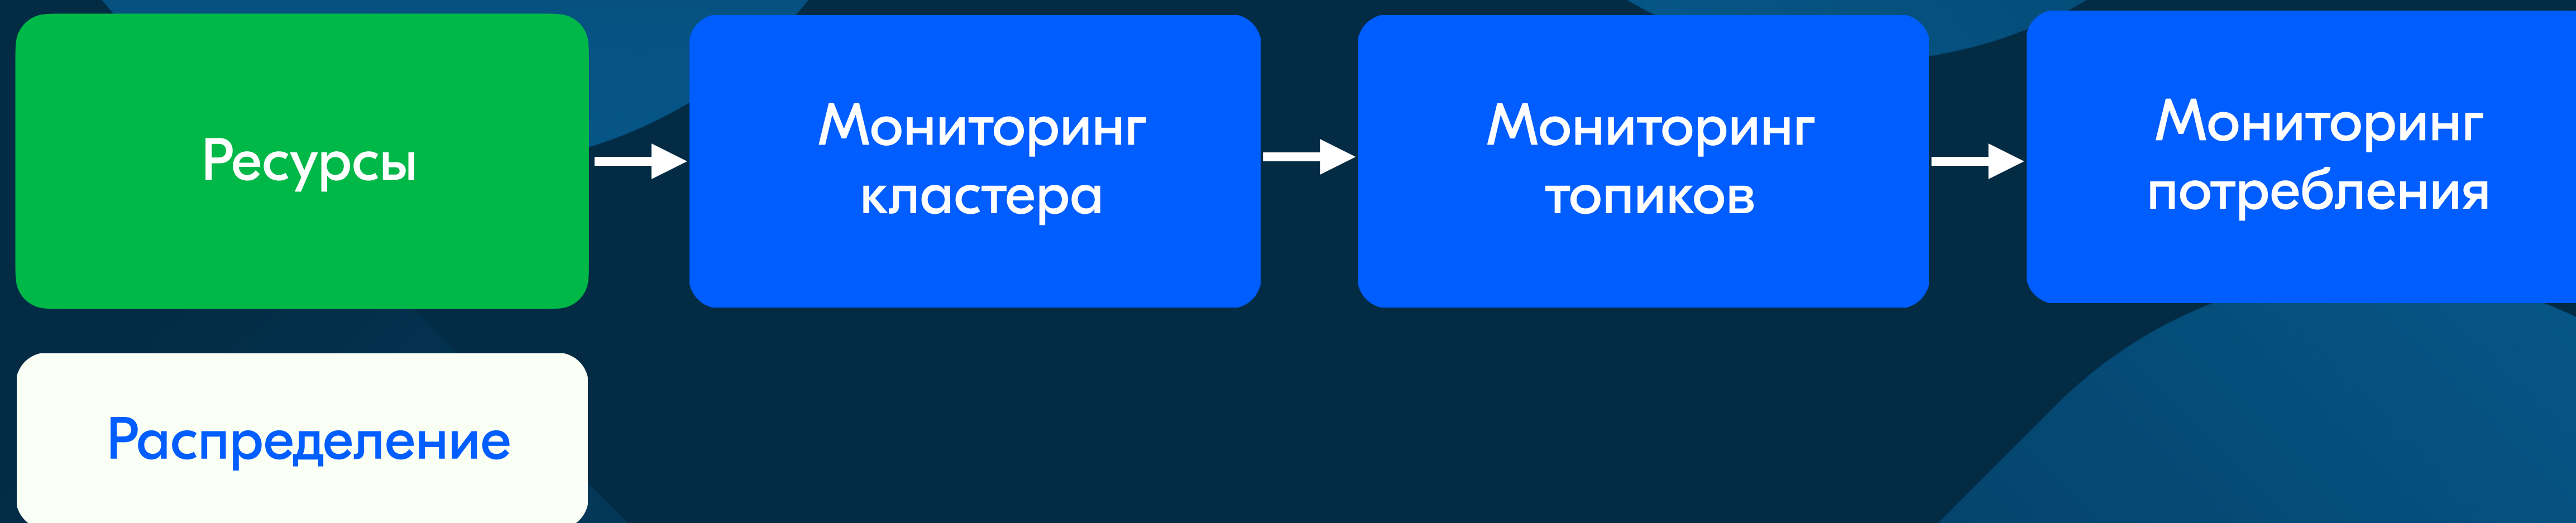 Ресурсы
Мониторинг
кластера
Мониторинг
топиков
Мониторинг
потребления
Распределение